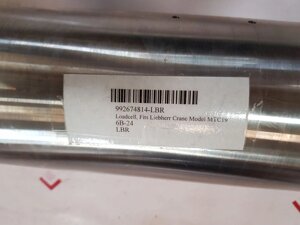 992674814-LBR
Loadcell, Fits Liebherr Crane Model MTC19
6B-24
LBR